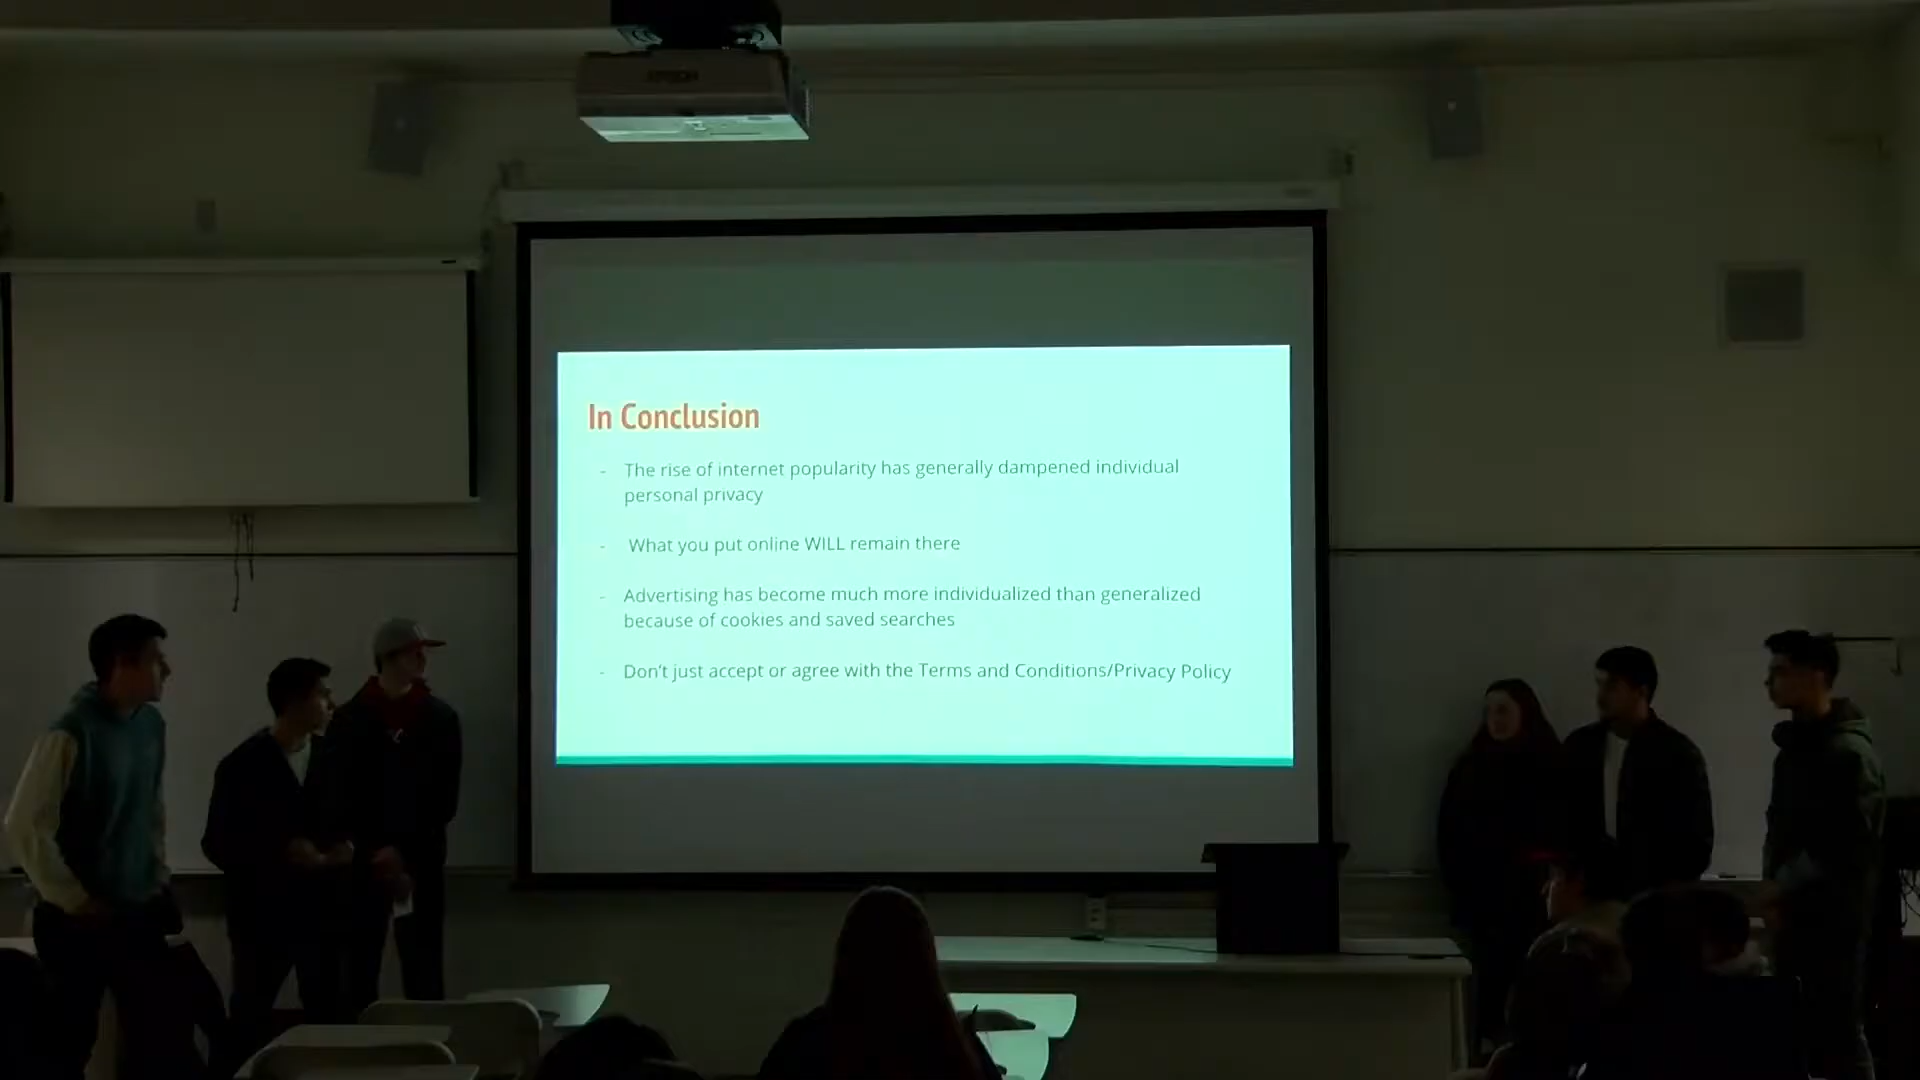 EPSON
In Conclusion
- The rise of internet popularity has generally dampened individual
personal privacy
- What you put online WILL remain there
- Advertising has become much more individualized than generalized
because of cookies and saved searches
- Don't just accept or agree with the Terms and Conditions/Privacy Policy